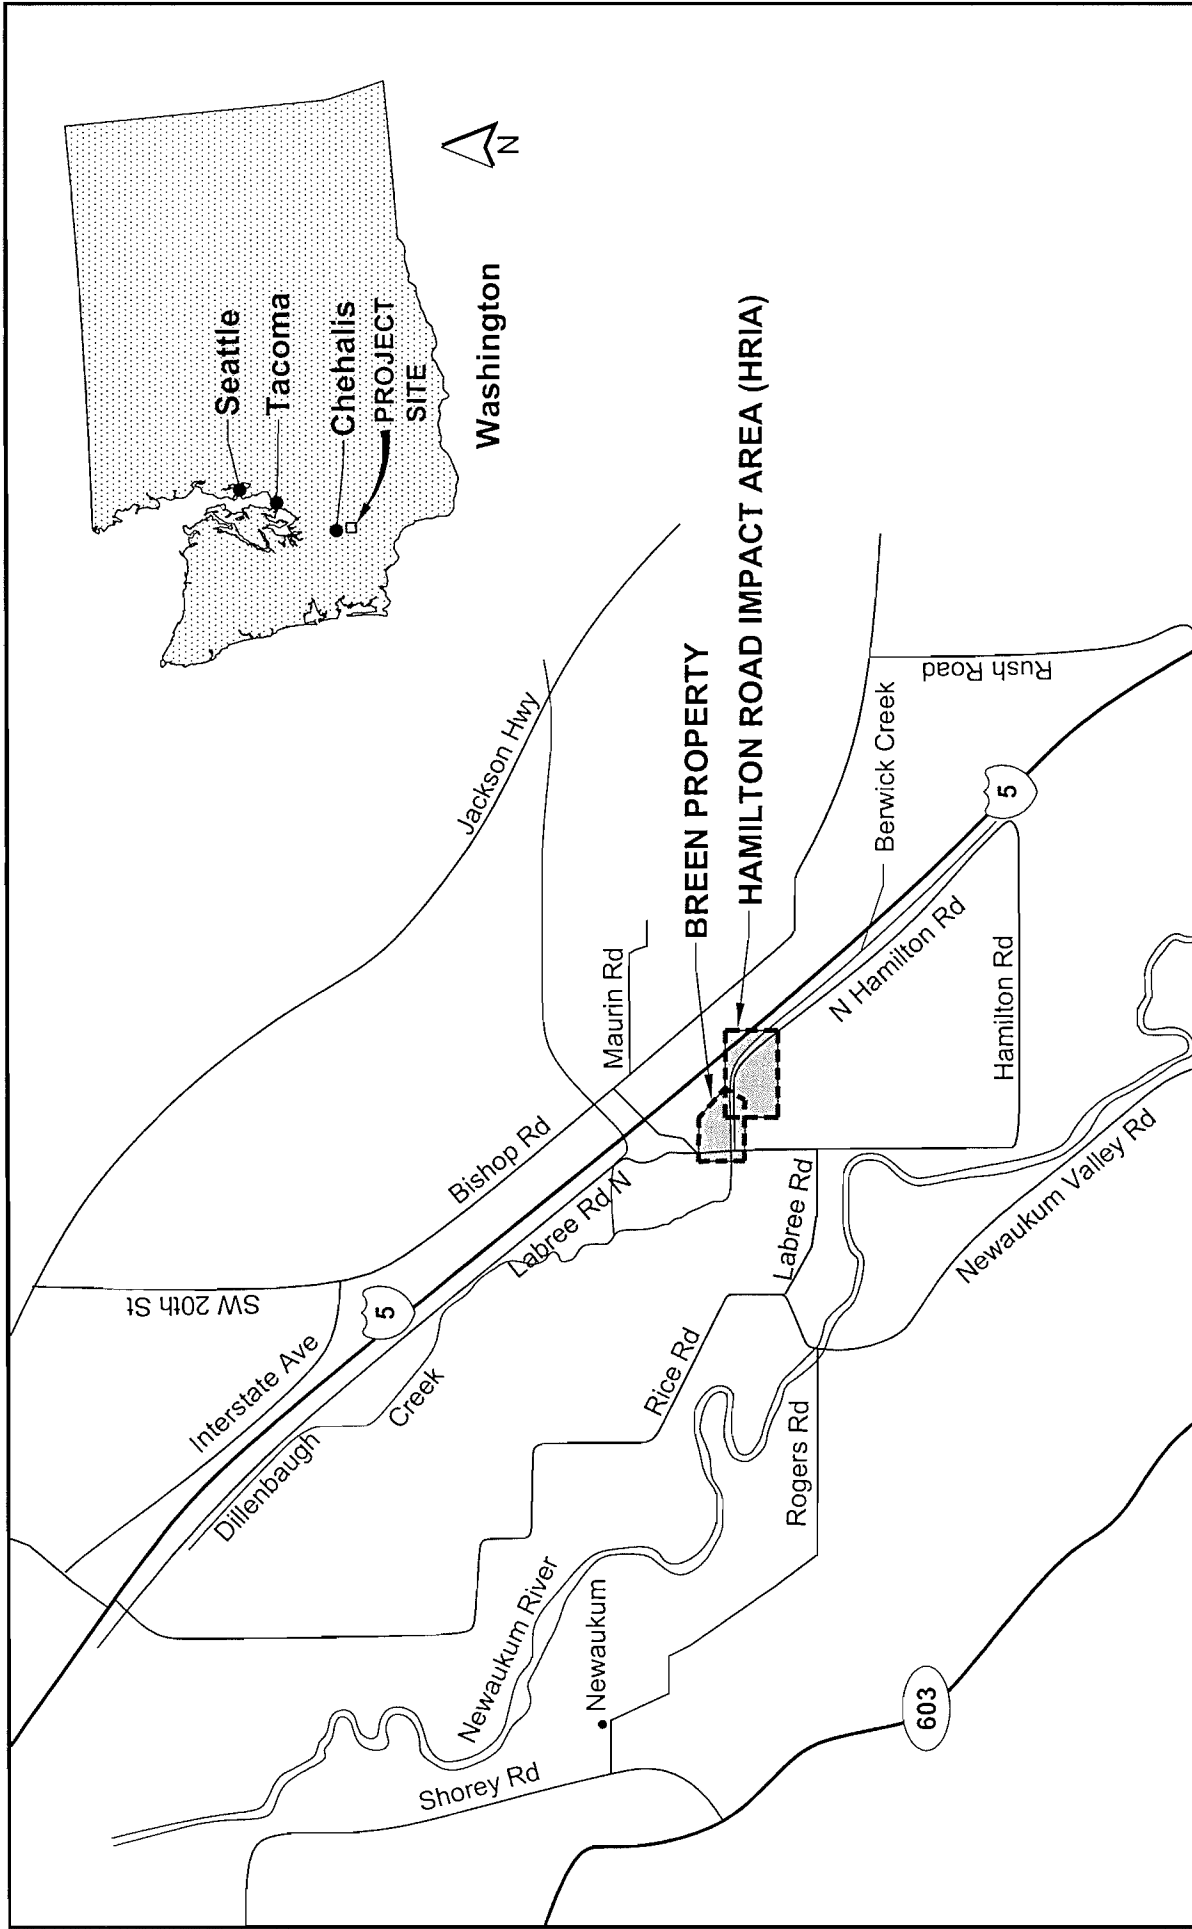 Seattle
Tacoma
Chehalis
PROJECT
SITE
Washington
N
Jackson Hwy
BREEN PROPERTY
HAMILTON ROAD IMPACT AREA (HRIA)
Maurin Rd
Bishop Rd
SW 20th St
Interstate Ave
5
Labree Rd N
Dillenbaugh
Creek
Rush Road
Berwick Creek
5
N Hamilton Rd
Hamilton Rd
Labree Rd
Newaukum Valley Rd
Rice Rd
Rogers Rd
Newaukum River
Newaukum
Shorey Rd
603